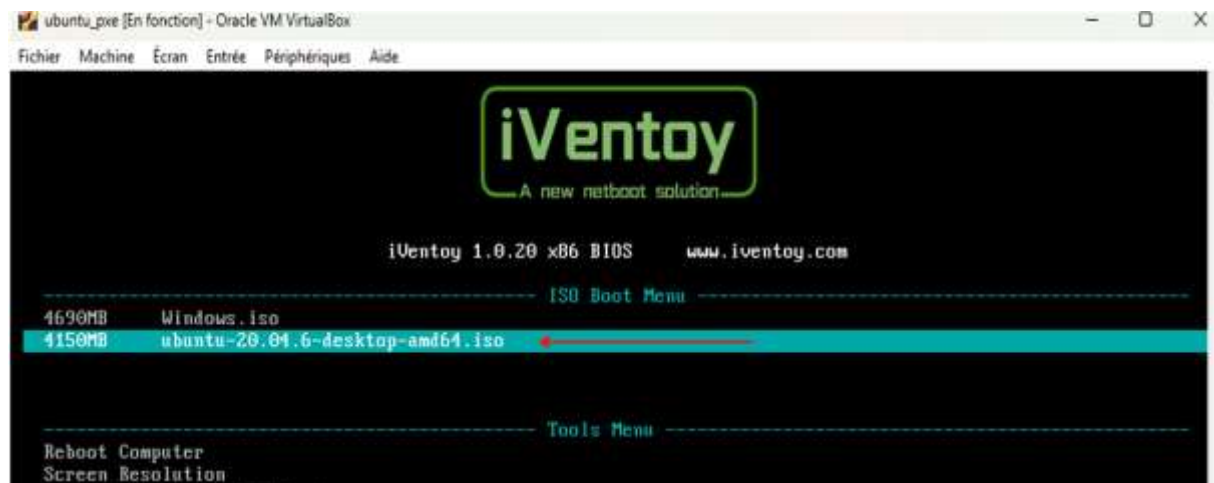 ubuntu_pxe [En fonction] - Oracle VM VirtualBox
Fichier Machine Écran Entrée Périphériques Aide
iVentoy
A new netboot solution
iVentoy 1.0.20 x86 BIOS www.iventoy.com
ISO Boot Menu
4690MB Windows.iso
4150MB ubuntu-20.04.6-desktop-amd64.iso
Tools Menu
Reboot Computer
Screen Resolution